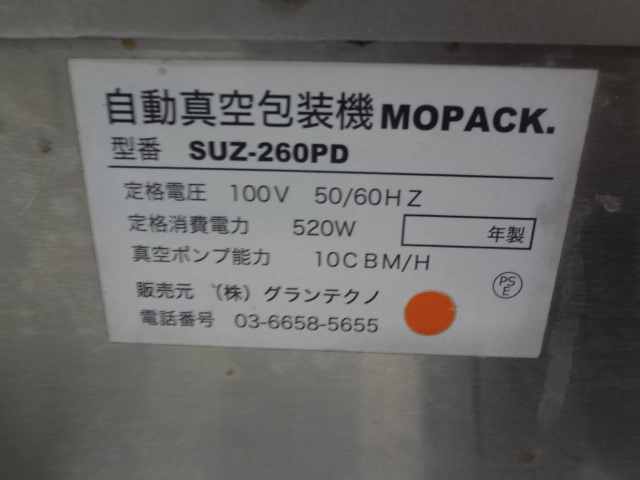 自動真空包装機 MOPACK.
型番 SUZ-260PD
定格電圧 100V 50/60HZ
定格消費電力 520W 年製
真空ポンプ能力 10CBM/H
販売元 (株)グランテクノ
電話番号 03-6658-5655
PS
E